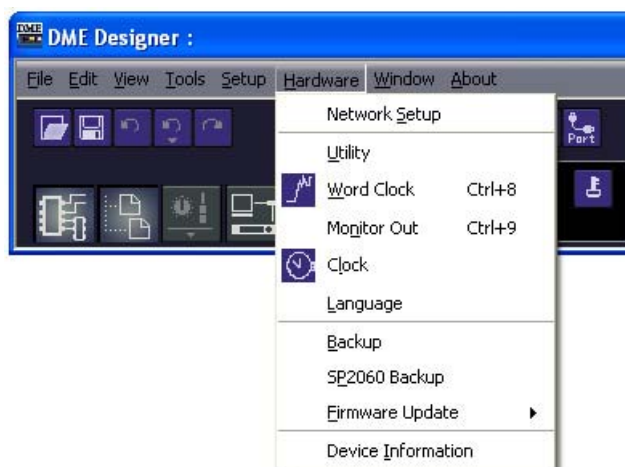 DME Designer :
File Edit View Tools Setup Hardware Window About
Network Setup
Port
Utility
Word Clock Ctrl+8
Monitor Out Ctrl+9
Clock
Language
Backup
SP2060 Backup
Firmware Update
Device Information